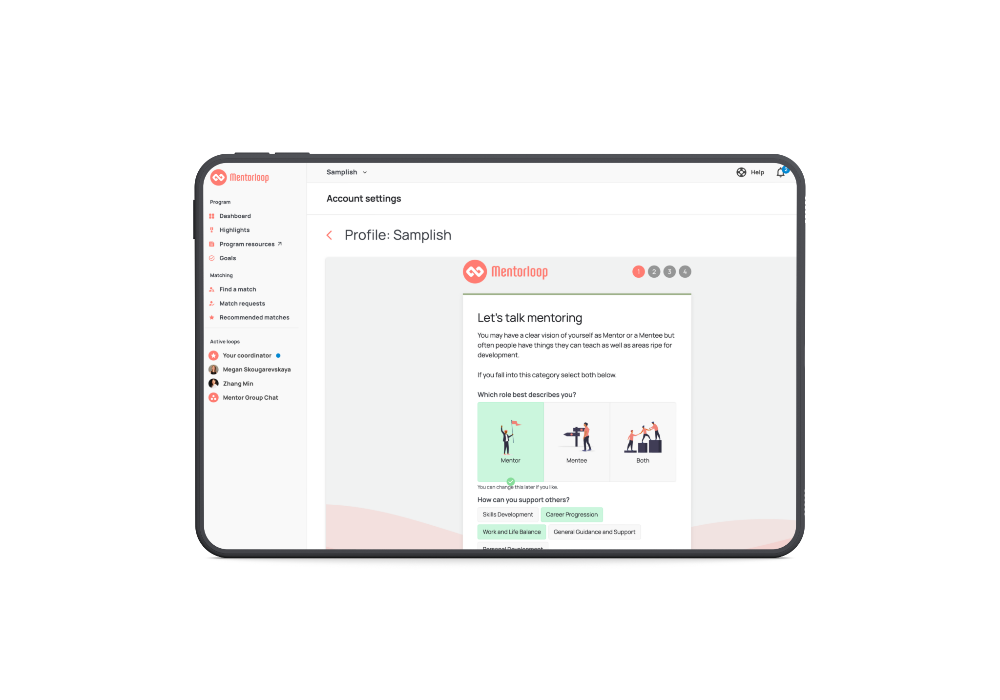 Mentorloop
Samplish
Help
2
Account settings
Program
Dashboard
Highlights
Program resources
Goals
Matching
Find a match
Match requests
Recommended matches
Active loops
Your coordinator
Megan Skougarevskaya
Zhang Min
Mentor Group Chat
Profile: Samplish
Mentorloop
1 2 3 4
Let's talk mentoring
You may have a clear vision of yourself as Mentor or a Mentee but
often people have things they can teach as well as areas ripe for
development.
If you fall into this category select both below.
Which role best describes you?
Mentor Mentee Both
You can change this later if you like.
How can you support others?
Skills Development Career Progression
Work and Life Balance General Guidance and Support
Personal Development